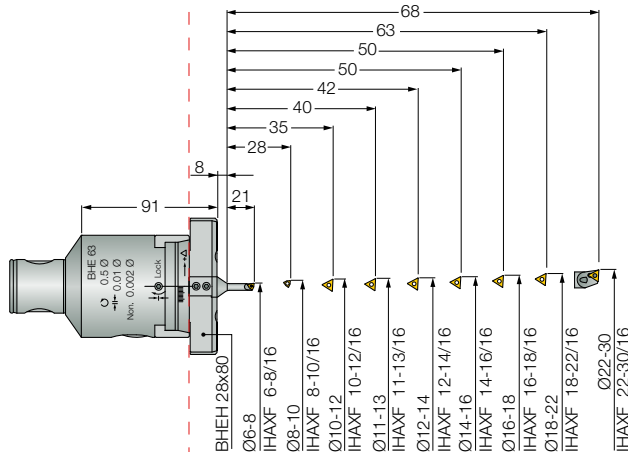 68
63
50
50
42
40
35
28
8
21
91
BHE 63
0.5 Ø
0.01 Ø
Non. 0.002 Ø
Lock
BHEH 28x80
Ø6-8
IHAXF 6-8/16
Ø8-10
IHAXF 8-10/16
Ø10-12
IHAXF 10-12/16
Ø11-13
IHAXF 11-13/16
Ø12-14
IHAXF 12-14/16
Ø14-16
IHAXF 14-16/16
Ø16-18
IHAXF 16-18/16
Ø18-22
IHAXF 18-22/16
Ø22-30
IHAXF 22-30/16